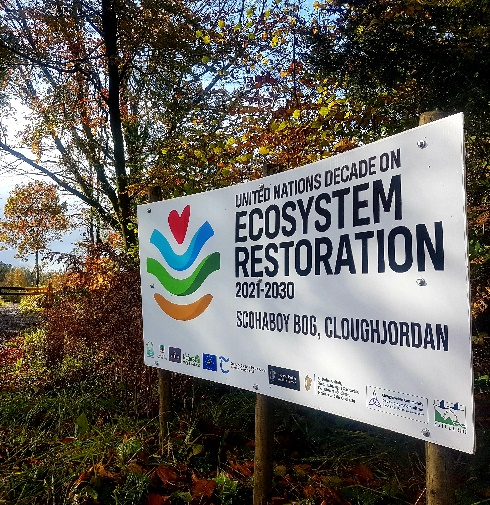 UNITED NATIONS DECADE ON
ECOSYSTEM
RESTORATION
2021-2030
SCOHABOY BOG, CLOUGHJORDAN